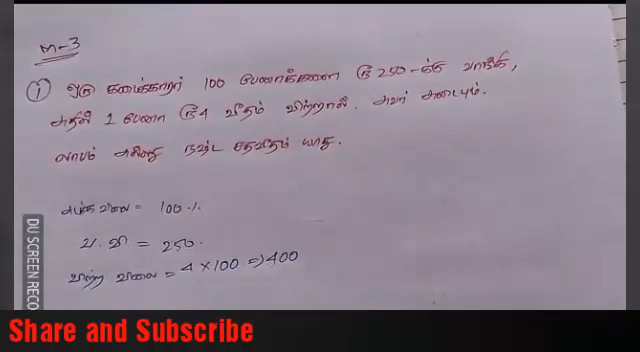 M-3
① ஒரு கடைக்காரர் 100 பேனாக்களை ரூ 250-க்கு வாங்கி,
அதில் 1 பேனா ரூ 4 வீதம் விற்றால். அவர் அடையும்.
லாபம் அல்லது நஷ்ட சதவீதம் யாது.
அடக்க விலை = 100 %
வ. வி = 250.
விற்ற விலை = 4 × 100 ⇒ 400
DU SCREEN RECO
Share and Subscribe